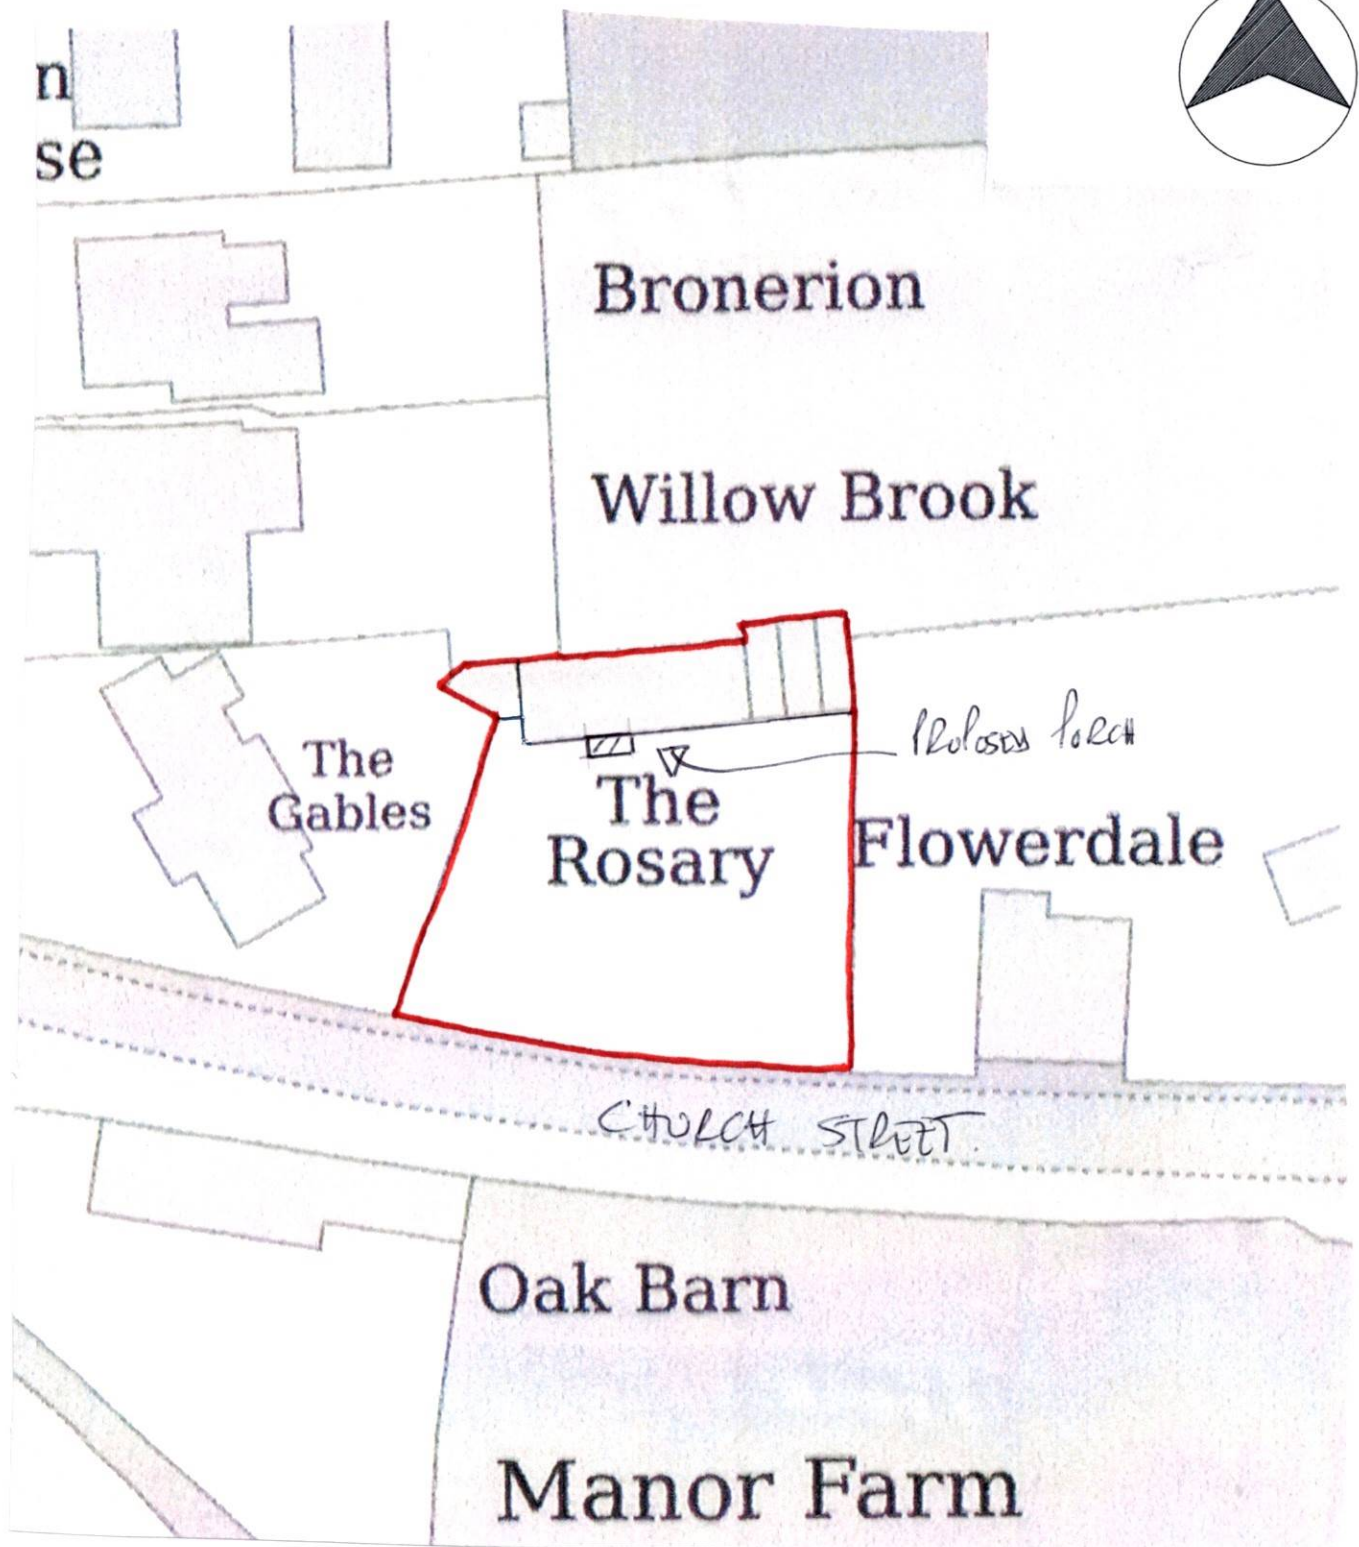 n
se
Bronerion
Willow Brook
PROPOSED PORCH
The
Gables
The
Rosary
Flowerdale
CHURCH STREET.
Oak Barn
Manor Farm